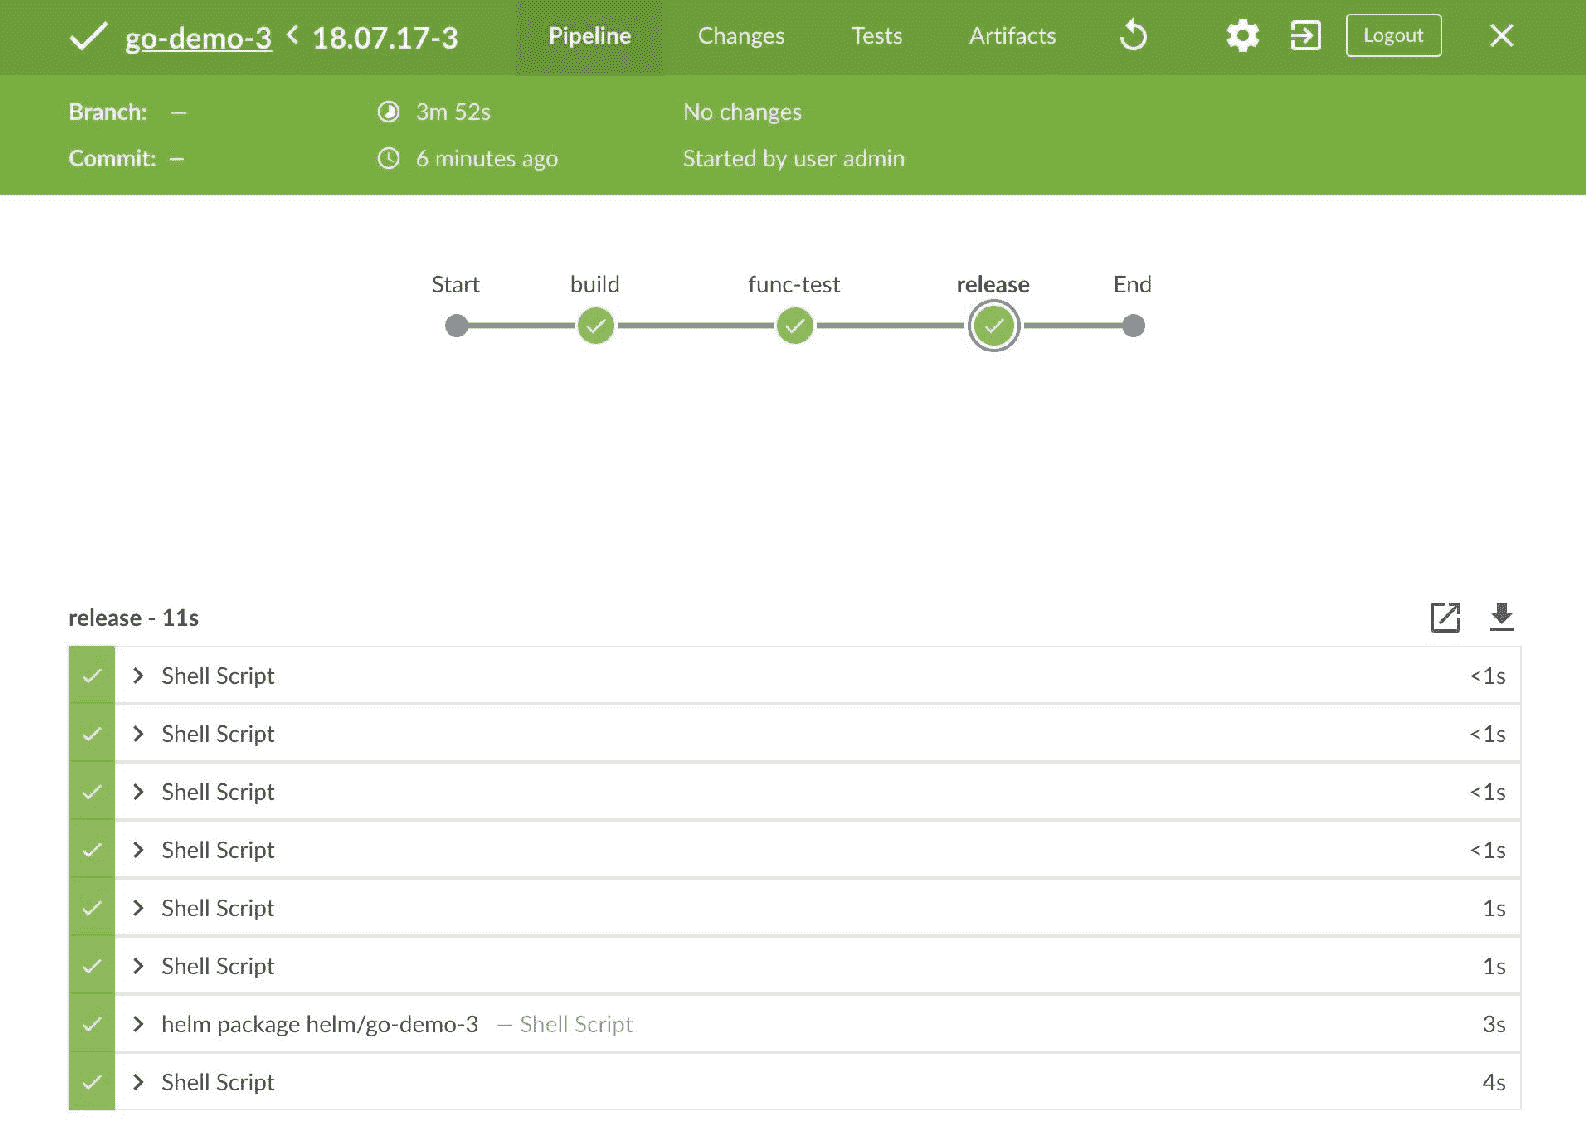 go-demo-3 < 18.07.17-3 Pipeline Changes Tests Artifacts Logout
Branch: — 3m 52s No changes
Commit: — 6 minutes ago Started by user admin
Start build func-test release End
release - 11s
Shell Script <1s
Shell Script <1s
Shell Script <1s
Shell Script <1s
Shell Script 1s
Shell Script 1s
helm package helm/go-demo-3 — Shell Script 3s
Shell Script 4s